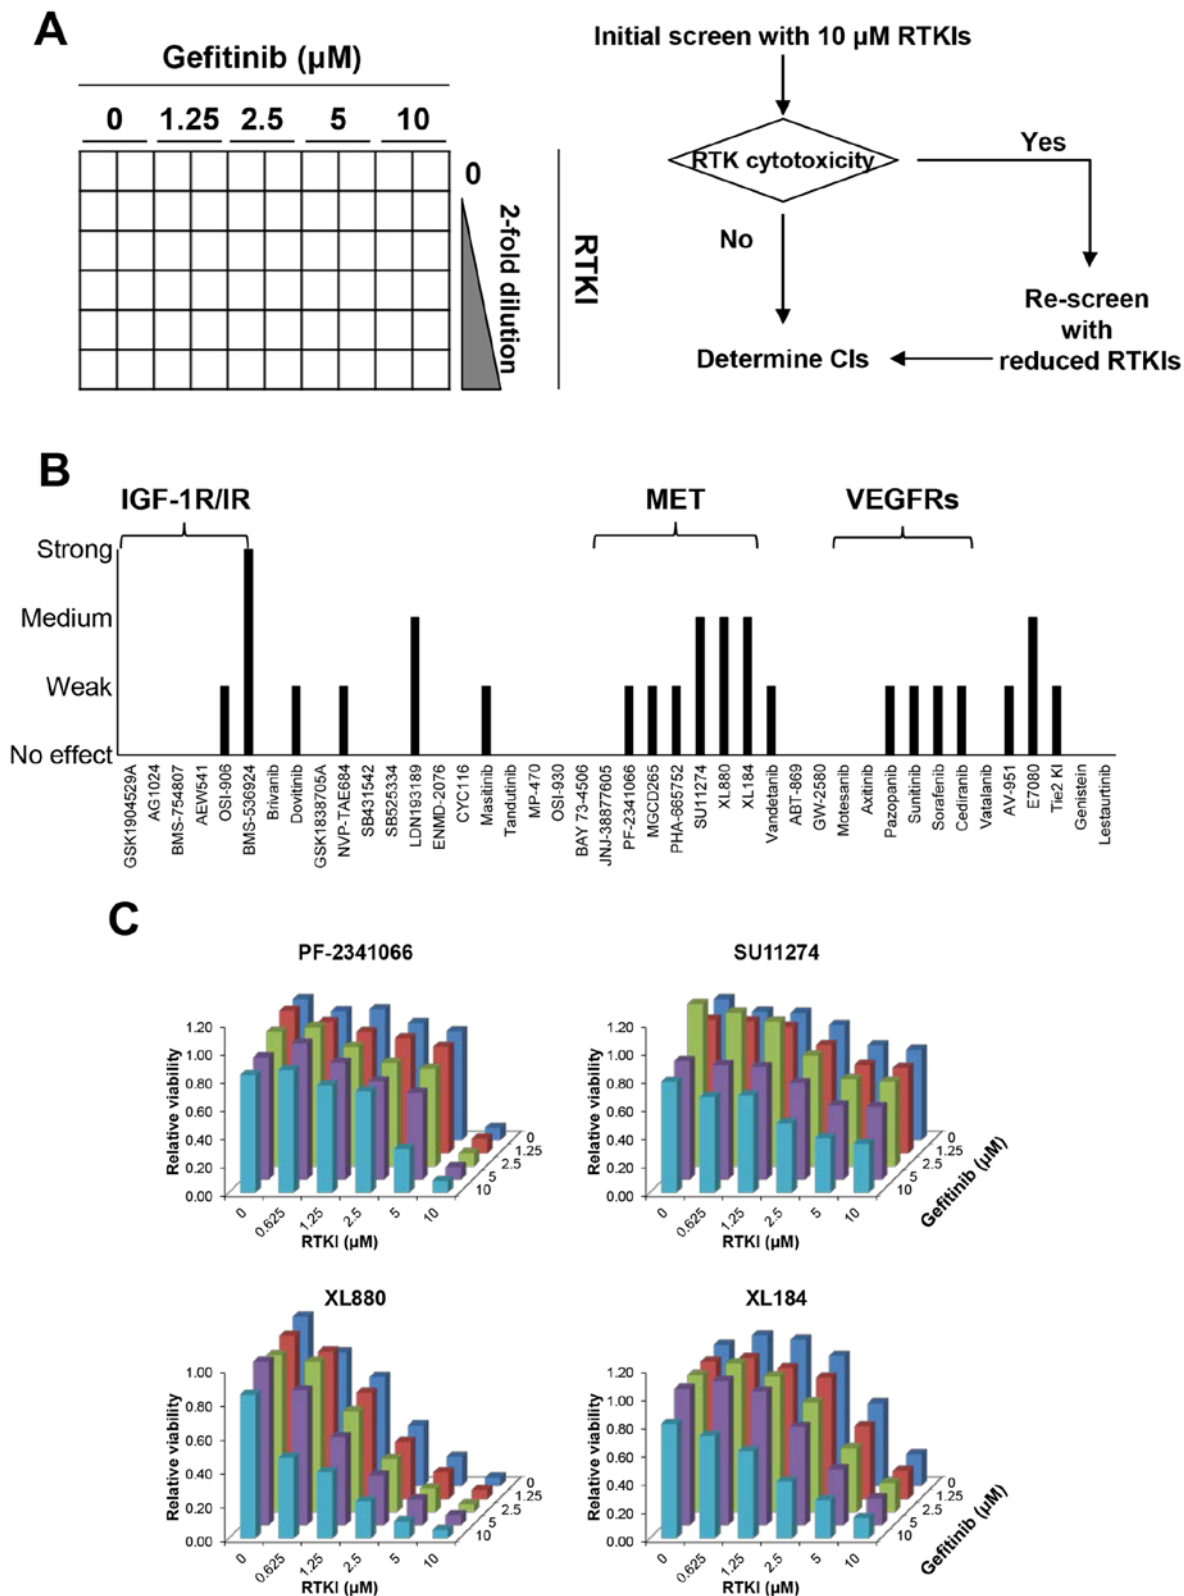 A
Gefitinib (µM)
0 1.25 2.5 5 10
0
2-fold dilution
RTKI
Initial screen with 10 µM RTKIs
RTK cytotoxicity
Yes
No
Re-screen
with
reduced RTKIs
Determine CIs
B
IGF-1R/IR MET VEGFRs
Strong
Medium
Weak
No effect
GSK1904529A
AG1024
BMS-754807
AEW541
OSI-906
BMS-536924
Brivanib
Dovitinib
GSK1838705A
NVP-TAE684
SB431542
SB525334
LDN193189
ENMD-2076
CYC116
Masitinib
Tandutinib
MP-470
OSI-930
BAY 73-4506
JNJ-38877605
PF-2341066
MGCD265
PHA-665752
SU11274
XL880
XL184
Vandetanib
ABT-869
GW-2580
Motesanib
Axitinib
Pazopanib
Sunitinib
Sorafenib
Cediranib
Vatalanib
AV-951
E7080
Tie2 KI
Genistein
Lestaurtinib
C
PF-2341066
Relative viability
1.20
1.00
0.80
0.60
0.40
0.20
0.00
0 0.625 1.25 2.5 5 10
RTKI (µM)
0
1.25
2.5
5
10
SU11274
Relative viability
1.20
1.00
0.80
0.60
0.40
0.20
0.00
0 0.625 1.25 2.5 5 10
RTKI (µM)
0
1.25
2.5
5
10
Gefitinib (µM)
XL880
Relative viability
1.00
0.80
0.60
0.40
0.20
0.00
0 0.625 1.25 2.5 5 10
RTKI (µM)
0
1.25
2.5
5
10
XL184
Relative viability
1.20
1.00
0.80
0.60
0.40
0.20
0.00
0 0.625 1.25 2.5 5 10
RTKI (µM)
0
1.25
2.5
5
10
Gefitinib (µM)